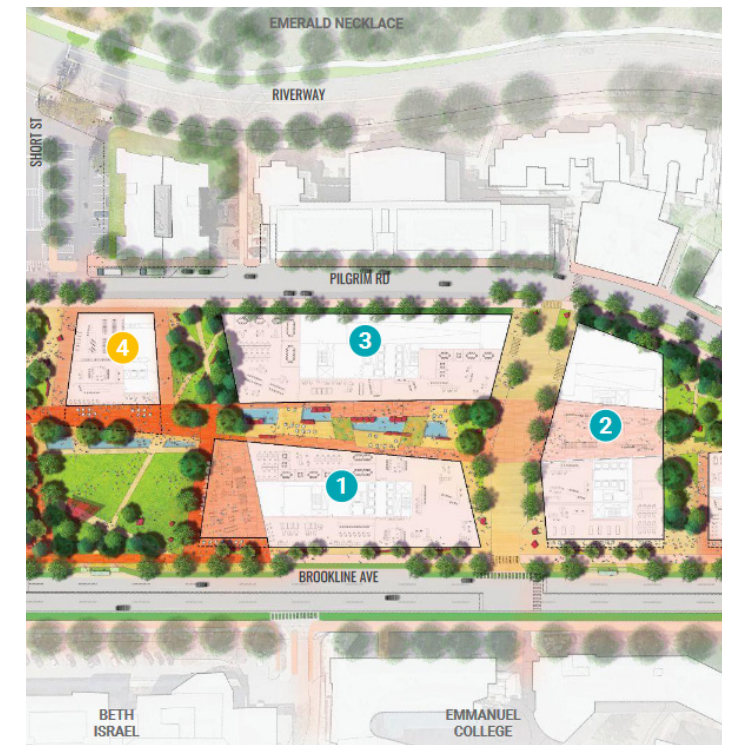 EMERALD NECKLACE
RIVERWAY
SHORT ST
PILGRIM RD
4
3
2
1
BROOKLINE AVE
BETH
ISRAEL
EMMANUEL
COLLEGE